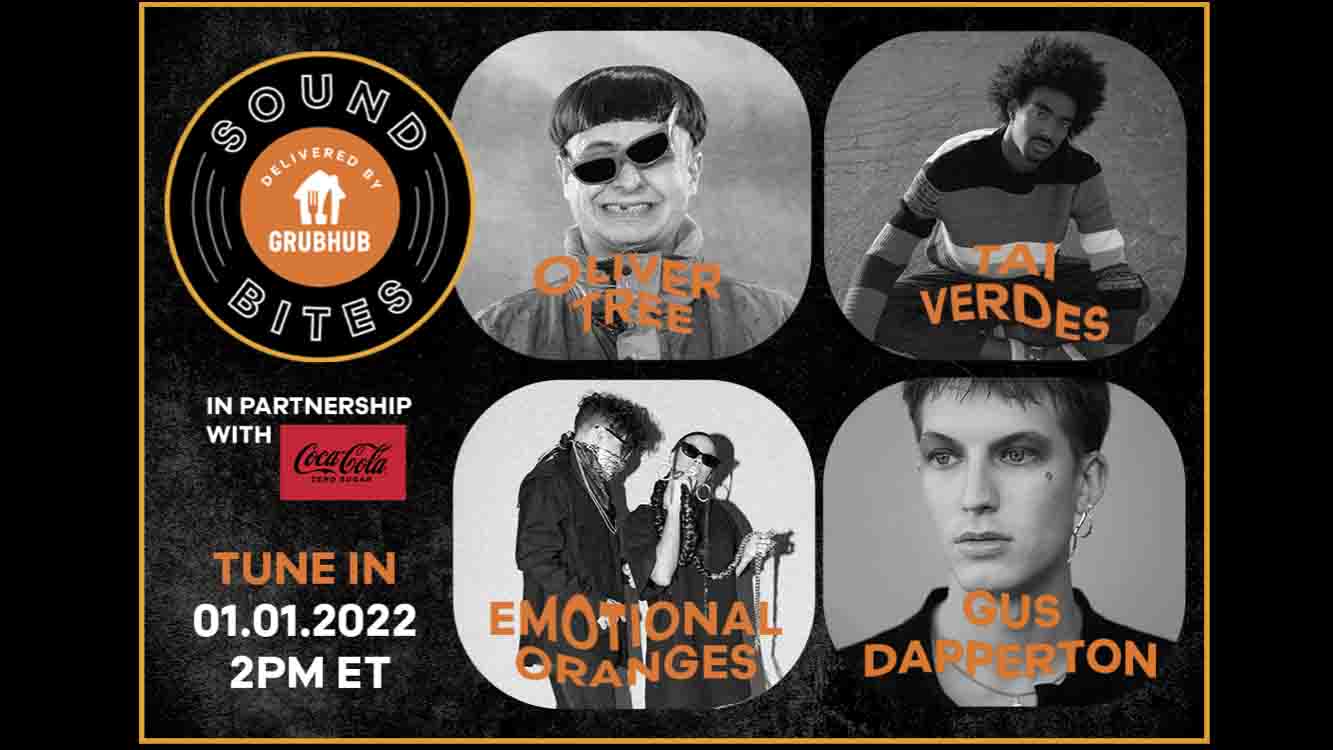 SOUND
DELIVERED BY
GRUBHUB
BITES
IN PARTNERSHIP
WITH
Coca-Cola
ZERO SUGAR
TUNE IN
01.01.2022
2PM ET
OLIVER
TREE
TAI
VERDES
EMOTIONAL
ORANGES
GUS
DAPPERTON